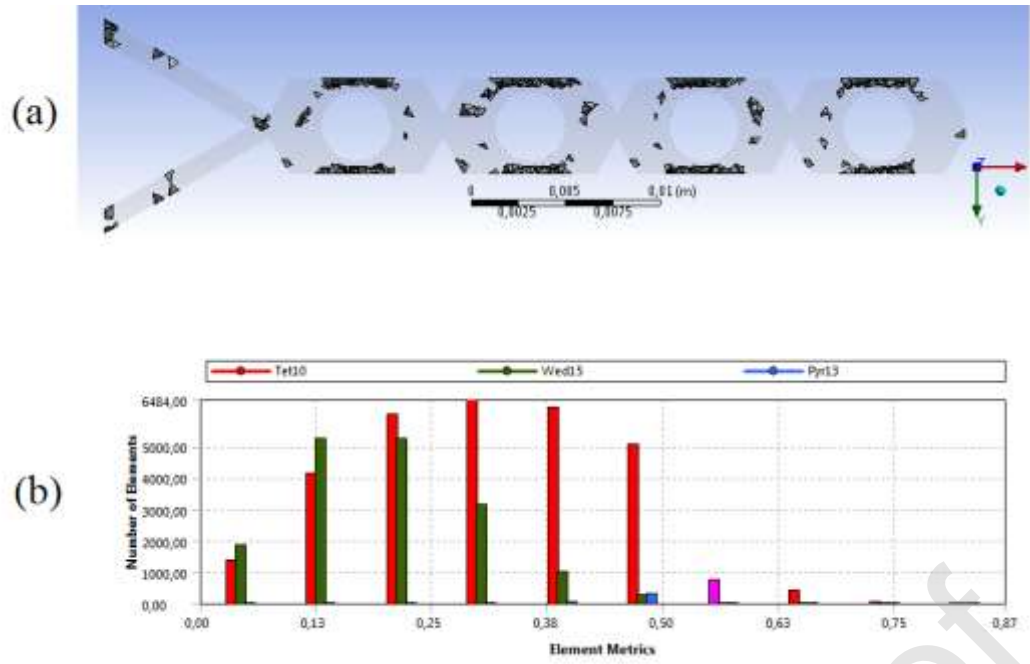 (a)
0 0,005 0,01 (m)
0,0025 0,0075
Z
Y
(b)
Tet10 Wed15 Pyr13
Number of Elements
6484,00
5000,00
4000,00
3000,00
2000,00
1000,00
0,00
0,00 0,13 0,25 0,38 0,50 0,63 0,75 0,87
Element Metrics